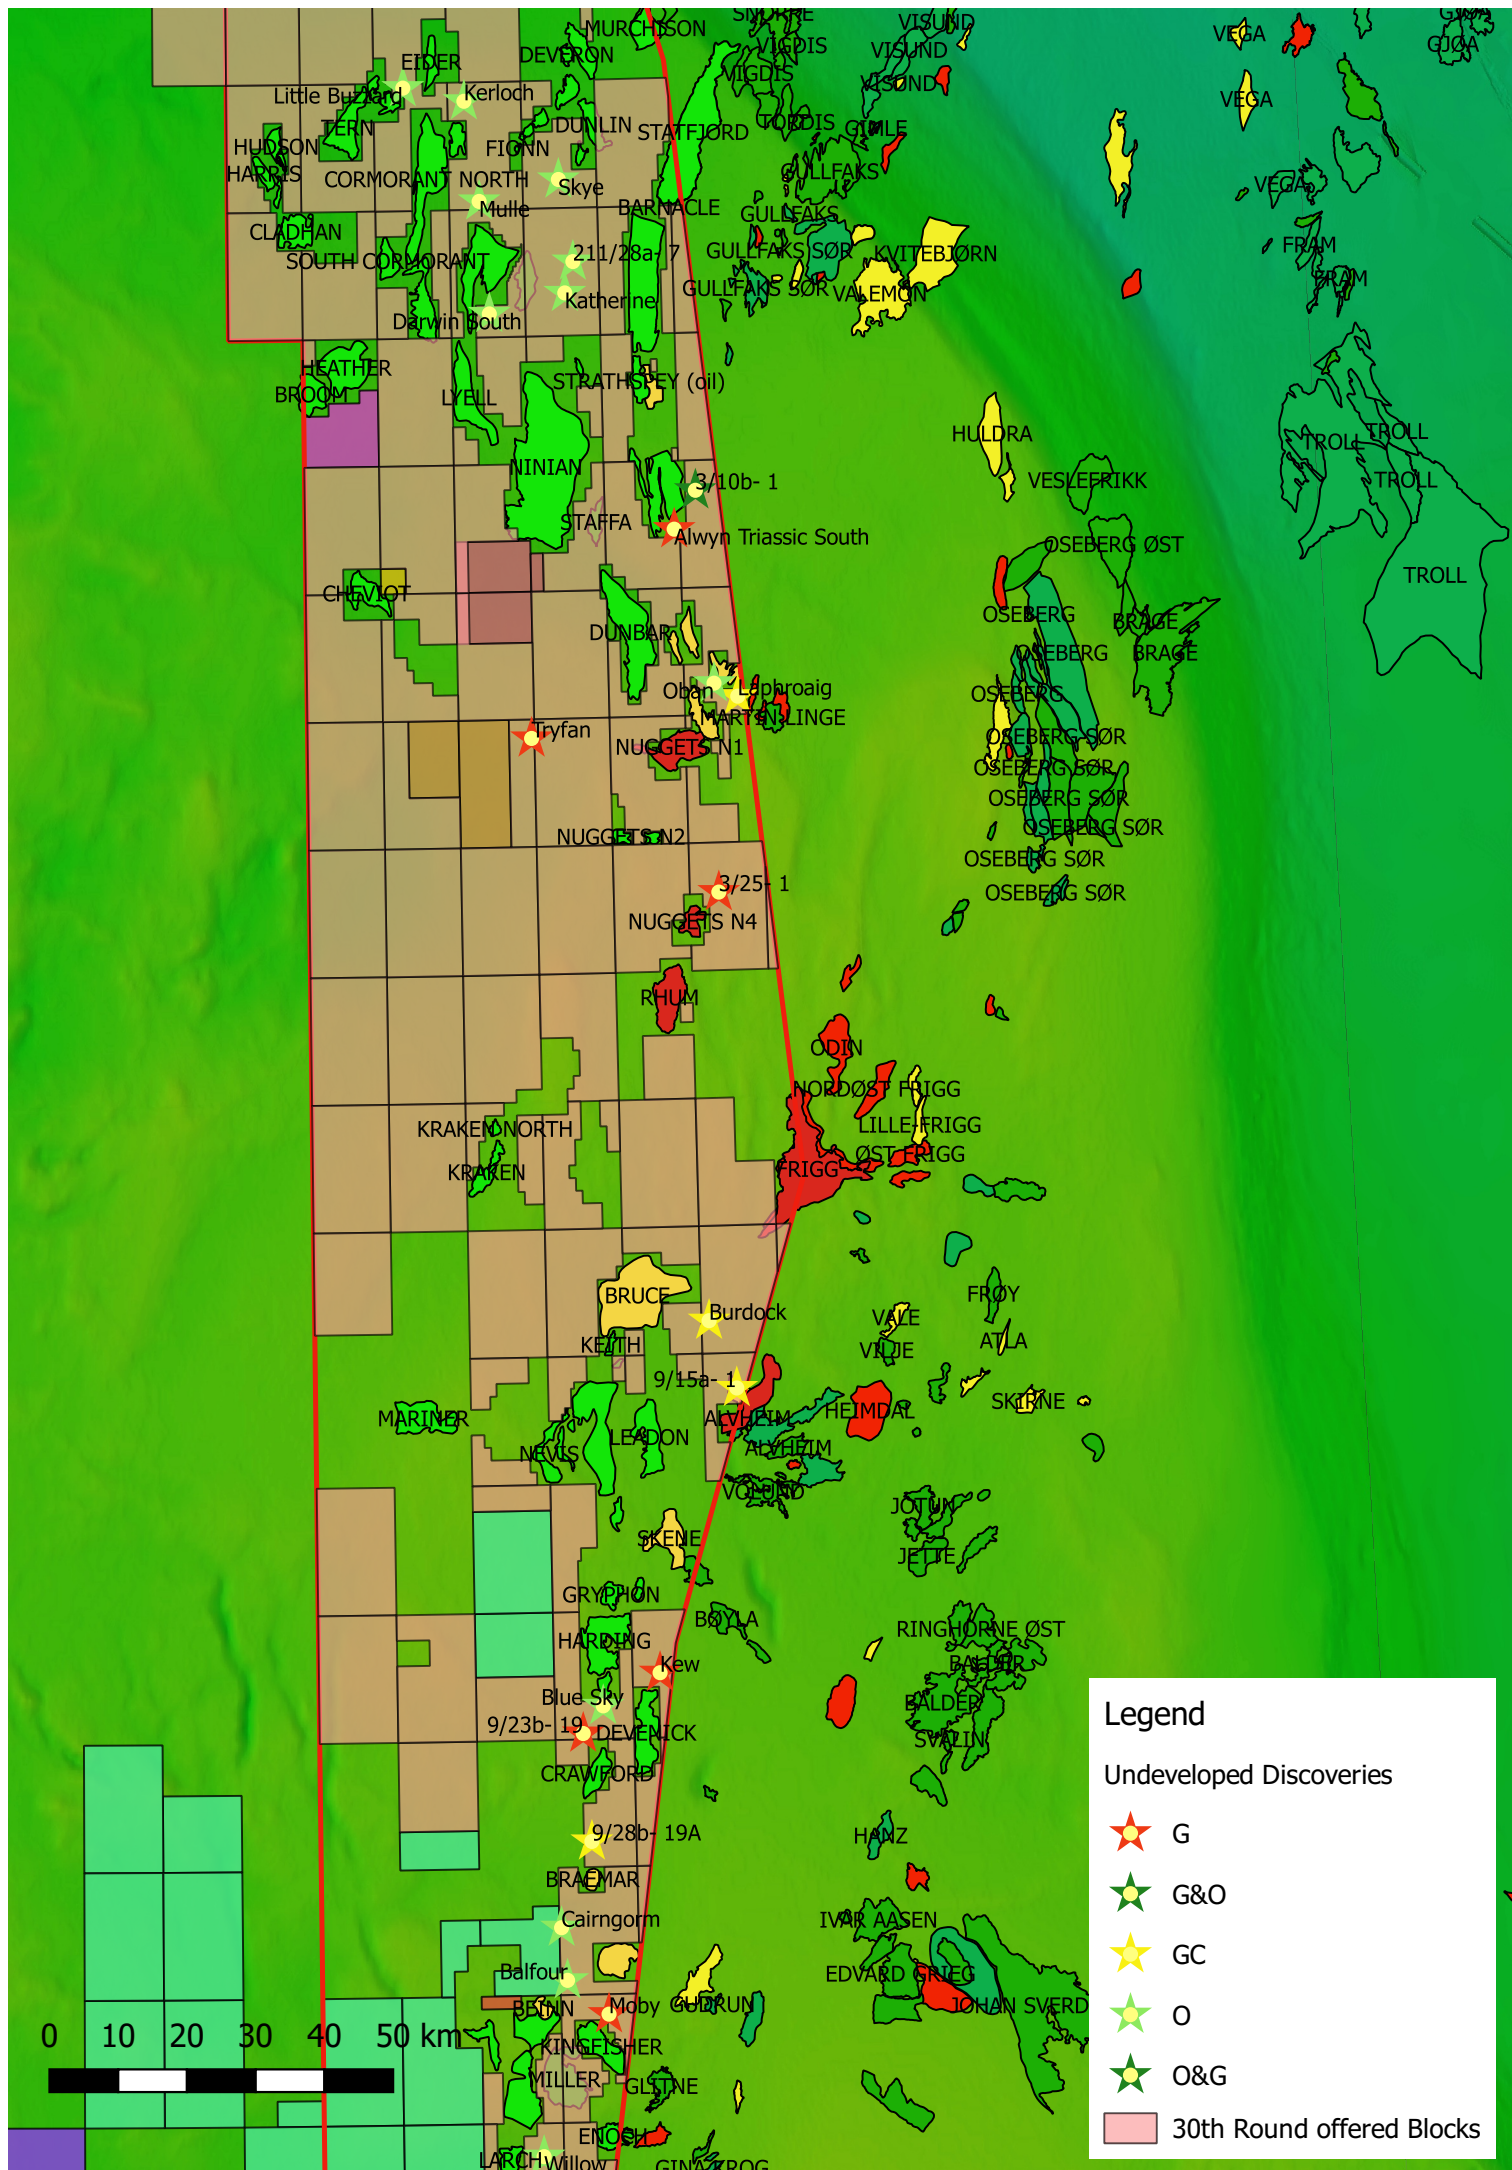 SNORRE
MURCHISON
VISUND
VEGA
GJØA
VIGDIS
VISUND
GJØA
DEVERON
EIDER
VIGDIS
VISUND
Little Buzzard
Kerloch
VEGA
TERN
DUNLIN
STATFJORD
TORDIS
GIMLE
HUDSON
FIONN
HARRIS
CORMORANT NORTH
Skye
GULLFAKS
VEGA
Mulle
BARNACLE
GULLFAKS
CLADHAN
211/28a- 7
GULLFAKS SØR
KVITEBJØRN
FRAM
SOUTH CORMORANT
FRAM
Katherine
GULLFAKS SØR
VALEMON
Darwin South
HEATHER
STRATHSPEY (oil)
BROOM
LYELL
HULDRA
TROLL
TROLL
NINIAN
3/10b- 1
VESLEFRIKK
TROLL
STAFFA
Alwyn Triassic South
OSEBERG ØST
TROLL
CHEVIOT
OSEBERG
BRAGE
DUNBAR
OSEBERG
BRAGE
Oban
Laphroaig
OSEBERG
MARTIN LINGE
Tryfan
NUGGETS N1
OSEBERG SØR
OSEBERG SØR
OSEBERG SØR
NUGGETS N2
OSEBERG SØR
OSEBERG SØR
3/25- 1
OSEBERG SØR
NUGGETS N4
RHUM
ODIN
NORDØST FRIGG
KRAKEN NORTH
LILLE-FRIGG
ØST FRIGG
KRAKEN
FRIGG
BRUCE
FRØY
Burdock
VALE
KEITH
VILJE
ATLA
9/15a- 1
SKIRNE
MARINER
ALVHEIM
HEIMDAL
LEADON
NEVIS
ALVHEIM
VOLUND
JOTUN
SKENE
JETTE
GRYPHON
BØYLA
HARDING
RINGHORNE ØST
Kew
BALDER
Blue Sky
BALDER
9/23b- 19
DEVENICK
SVALIN
CRAWFORD
9/28b- 19A
HANZ
BRAEMAR
Cairngorm
IVAR AASEN
Balfour
EDVARD GRIEG
BEINN
Moby
GUDRUN
JOHAN SVERD
KINGFISHER
MILLER
GLITNE
ENOCH
LARCH
Willow
GINA KROG
0 10 20 30 40 50 km
Legend
Undeveloped Discoveries
G
G&O
GC
O
O&G
30th Round offered Blocks